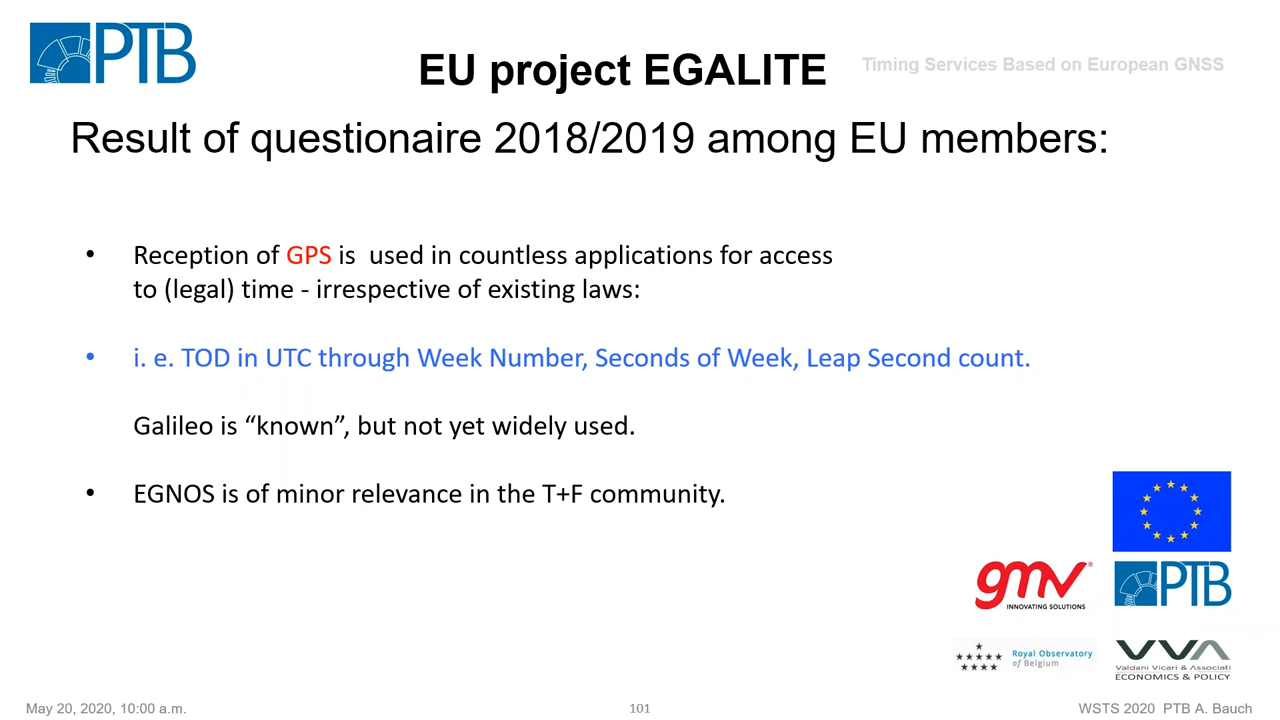 PTB
EU project EGALITE
Timing Services Based on European GNSS
Result of questionaire 2018/2019 among EU members:
• Reception of GPS is used in countless applications for access
to (legal) time - irrespective of existing laws:
• i. e. TOD in UTC through Week Number, Seconds of Week, Leap Second count.
Galileo is “known”, but not yet widely used.
• EGNOS is of minor relevance in the T+F community.
gmv®
INNOVATING SOLUTIONS
PTB
Royal Observatory
of Belgium
VVA
Valdani Vicari & Associati
ECONOMICS & POLICY
May 20, 2020, 10:00 a.m.
101
WSTS 2020 PTB A. Bauch